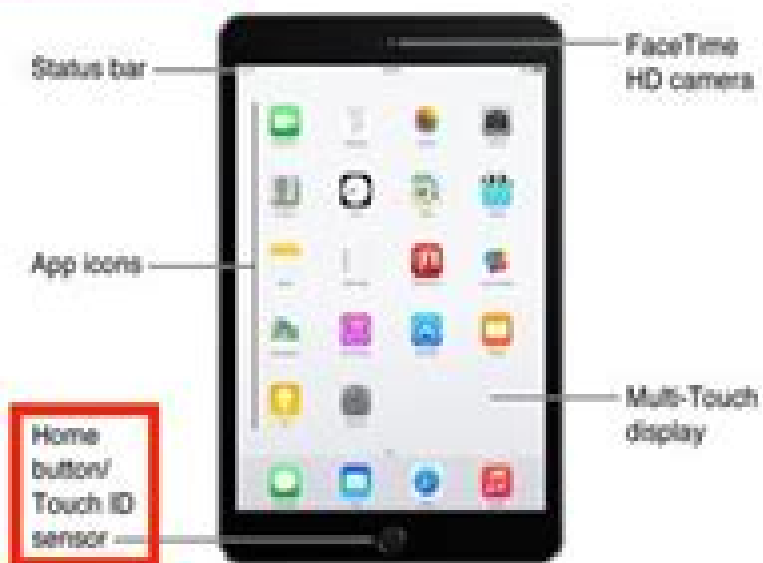 Status bar
FaceTime
HD camera
App icons
Multi-Touch
display
Home
button/
Touch ID
sensor